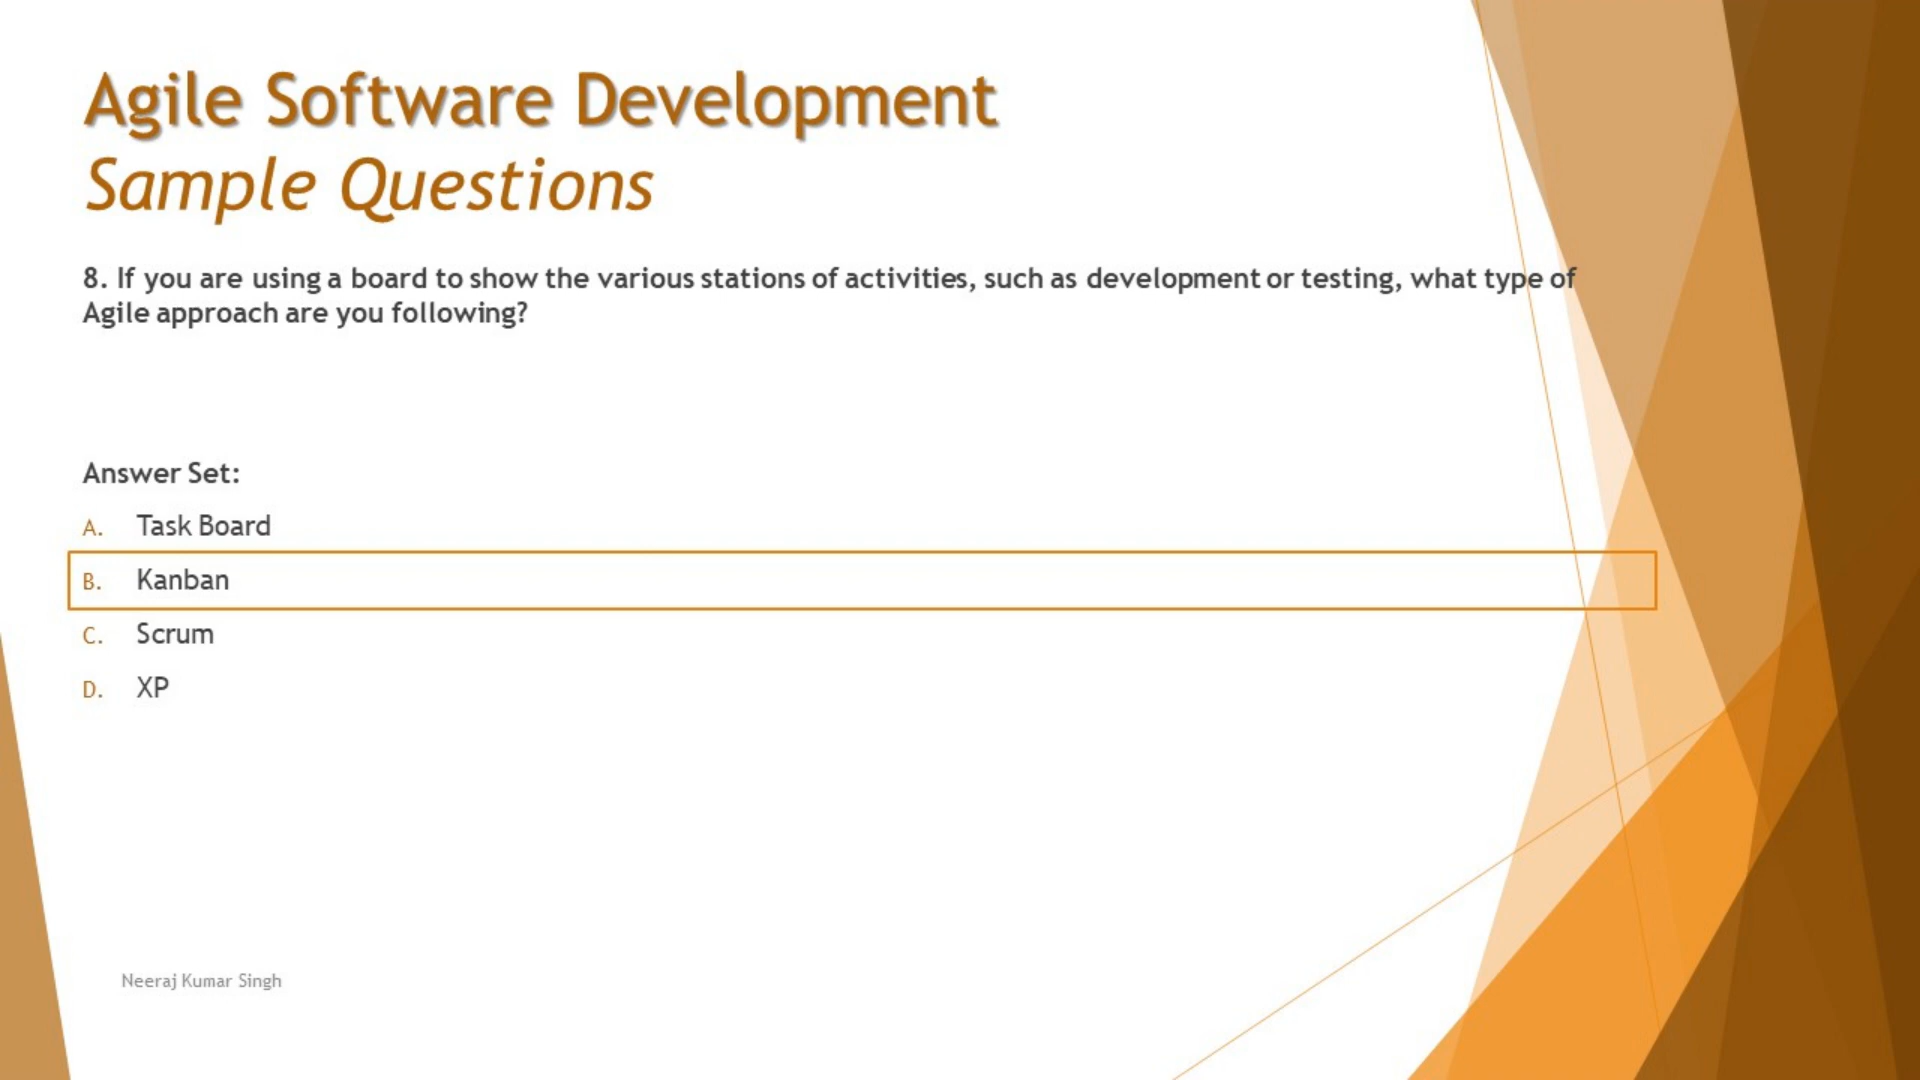 Agile Software Development
Sample Questions
8. If you are using a board to show the various stations of activities, such as development or testing, what type of
Agile approach are you following?
Answer Set:
A. Task Board
B. Kanban
C. Scrum
D. XP
Neeraj Kumar Singh